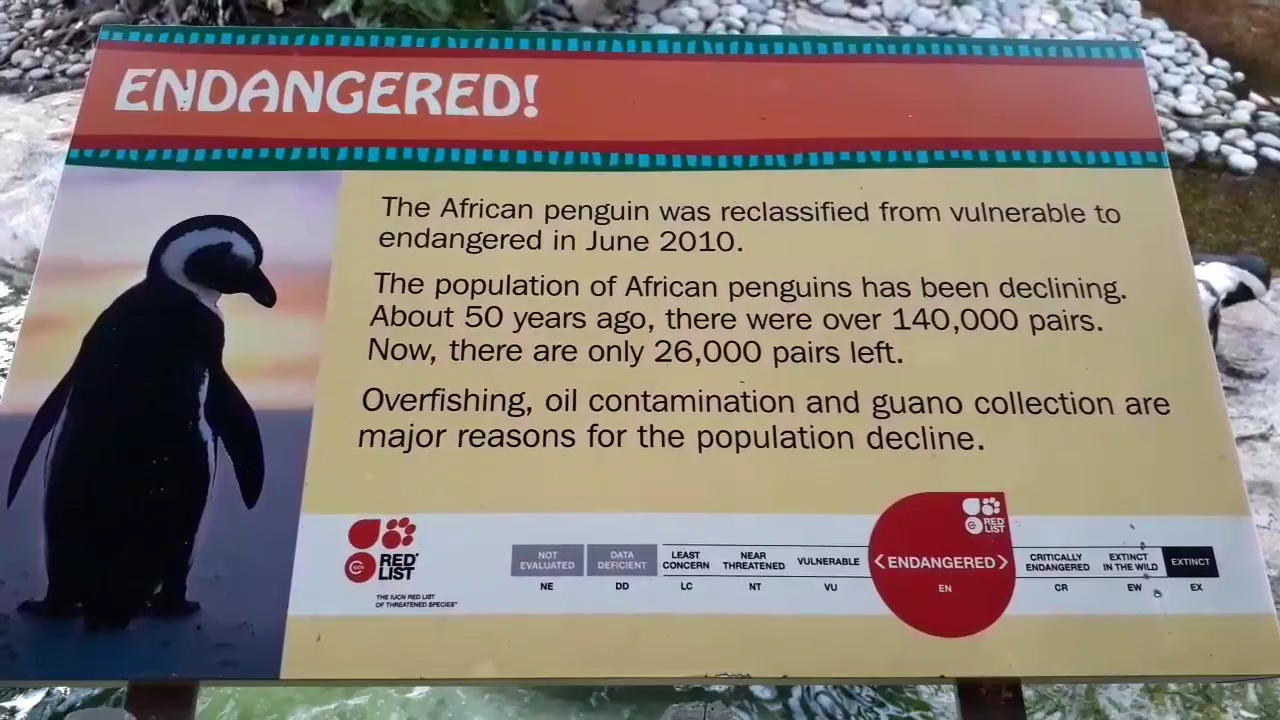 ENDANGERED!
The African penguin was reclassified from vulnerable to
endangered in June 2010.
The population of African penguins has been declining.
About 50 years ago, there were over 140,000 pairs.
Now, there are only 26,000 pairs left.
Overfishing, oil contamination and guano collection are
major reasons for the population decline.
IUCN
RED
LIST
THE IUCN RED LIST
OF THREATENED SPECIES™
NOT EVALUATED
NE
DATA DEFICIENT
DD
LEAST CONCERN
LC
NEAR THREATENED
NT
VULNERABLE
VU
RED
LIST
<ENDANGERED>
EN
CRITICALLY ENDANGERED
CR
EXTINCT IN THE WILD
EW
EXTINCT
EX